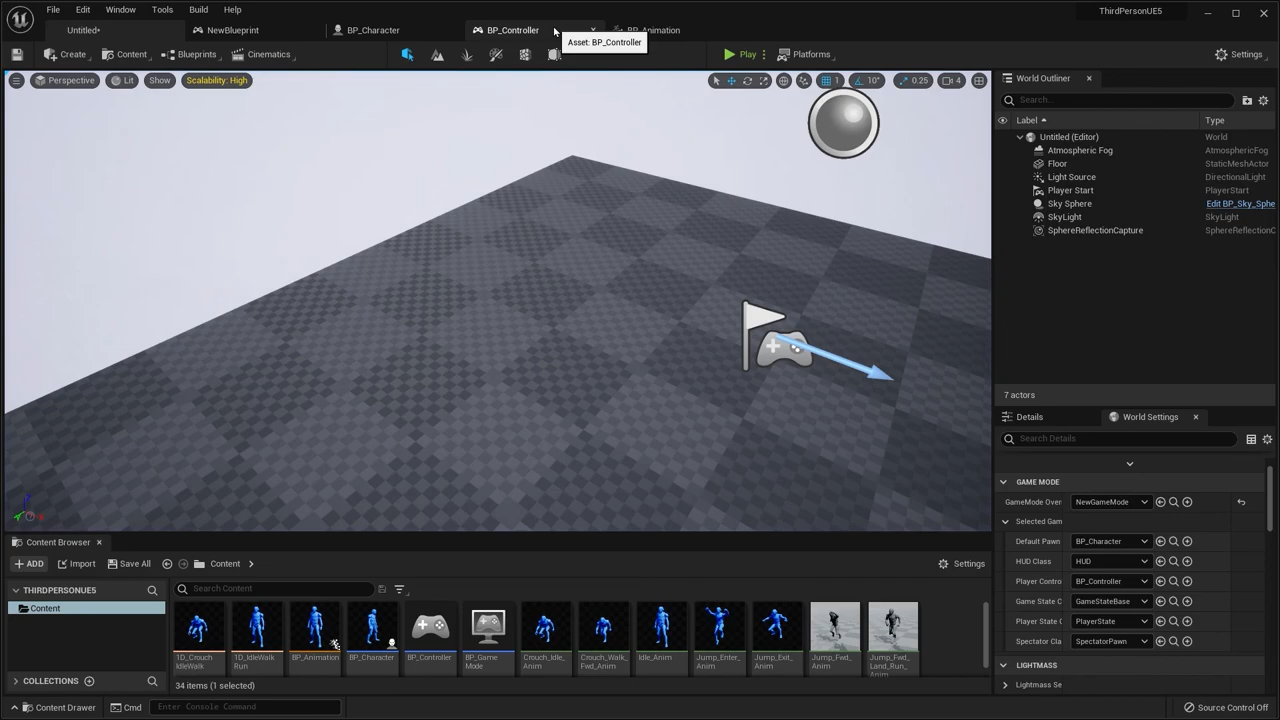 File Edit Window Tools Build Help
ThirdPersonUE5
Untitled* NewBlueprint BP_Character BP_Controller BP_Animation
Asset: BP_Controller
Create Content Blueprints Cinematics Play Platforms Settings
Perspective Lit Show Scalability: High 1 10° 0.25 4
World Outliner
Search...
Label Type
Untitled (Editor) World
Atmospheric Fog AtmosphericFog
Floor StaticMeshActor
Light Source DirectionalLight
Player Start PlayerStart
Sky Sphere Edit BP_Sky_Sphe
SkyLight SkyLight
SphereReflectionCapture SphereReflectionC
7 actors
Details World Settings
Search Details
GAME MODE
GameMode Over NewGameMode
Selected Gam
Default Pawn BP_Character
HUD Class HUD
Player Contro BP_Controller
Game State C GameStateBase
Player State C PlayerState
Spectator Cla SpectatorPawn
LIGHTMASS
Lightmass Se
Content Browser
ADD Import Save All Content Settings
THIRDPERSONUE5
Search Content
Content
1D_Crouch
IdleWalk
1D_IdleWalk
Run
BP_Animation
BP_Character
BP_Controller
BP_Game
Mode
Crouch_Idle_
Anim
Crouch_Walk_
Fwd_Anim
Idle_Anim
Jump_Enter_
Anim
Jump_Exit_
Anim
Jump_Fwd_
Anim
Jump_Fwd_
Land_Run_
Anim
COLLECTIONS
34 items (1 selected)
Content Drawer Cmd Enter Console Command Source Control Off